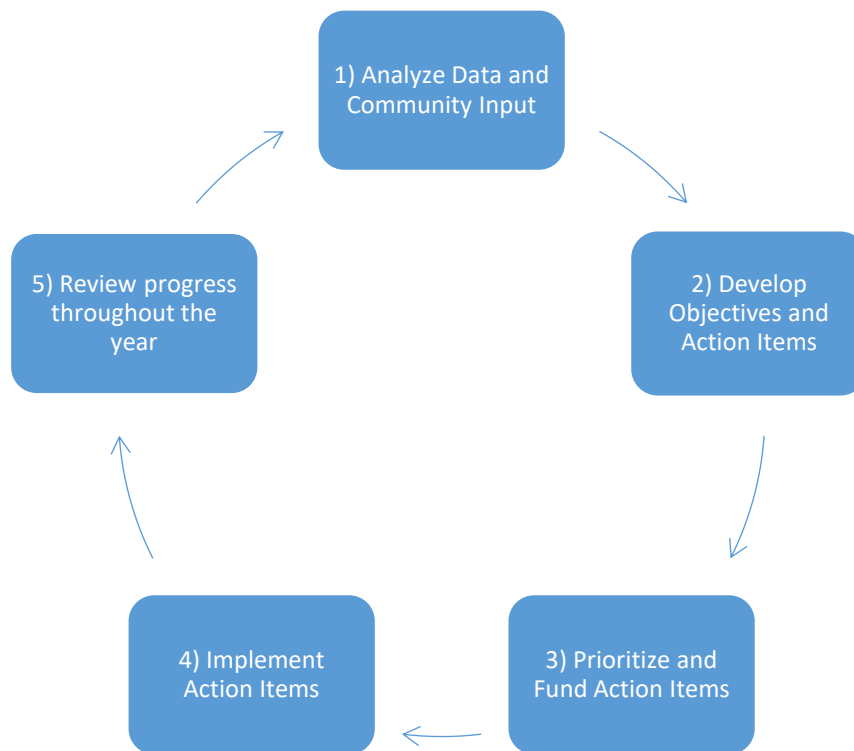 1) Analyze Data and
Community Input
2) Develop
Objectives and
Action Items
3) Prioritize and
Fund Action Items
4) Implement
Action Items
5) Review progress
throughout the
year